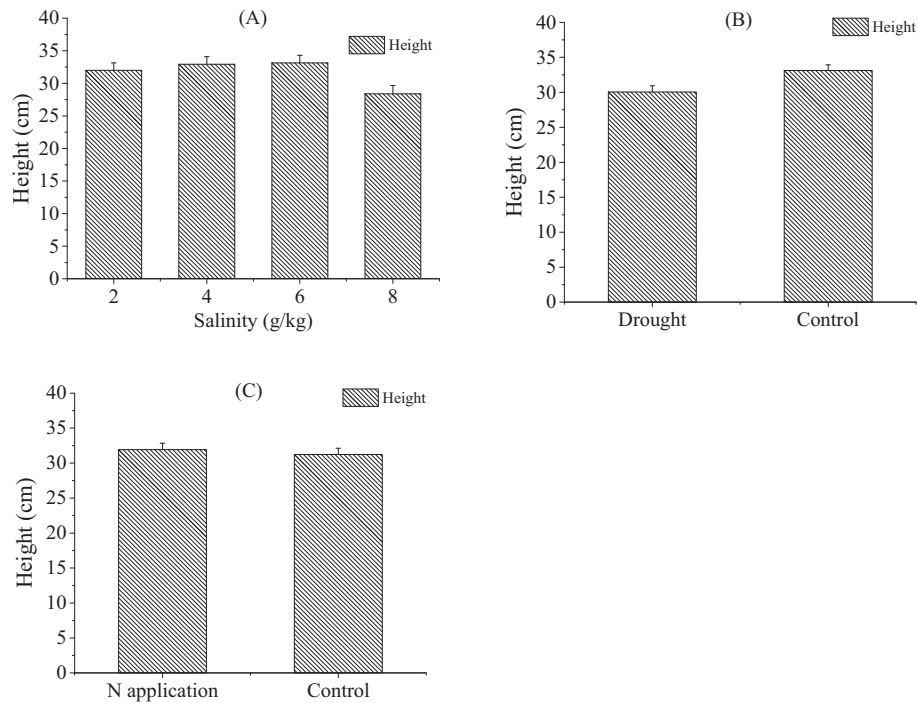 (A)
Height
40
35
30
25
20
15
10
5
0
Height (cm)
2 4 6 8
Salinity (g/kg)
(B)
Height
40
35
30
25
20
15
10
5
0
Height (cm)
Drought Control
(C)
Height
40
35
30
25
20
15
10
5
0
Height (cm)
N application Control